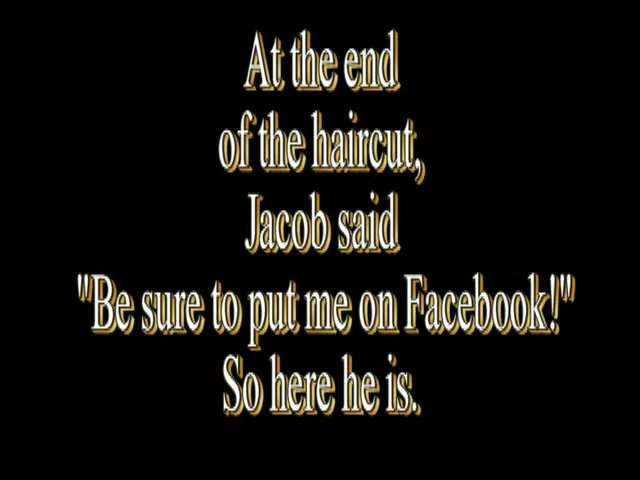 At the end
of the haircut,
Jacob said
"Be sure to put me on Facebook!"
So here he is.